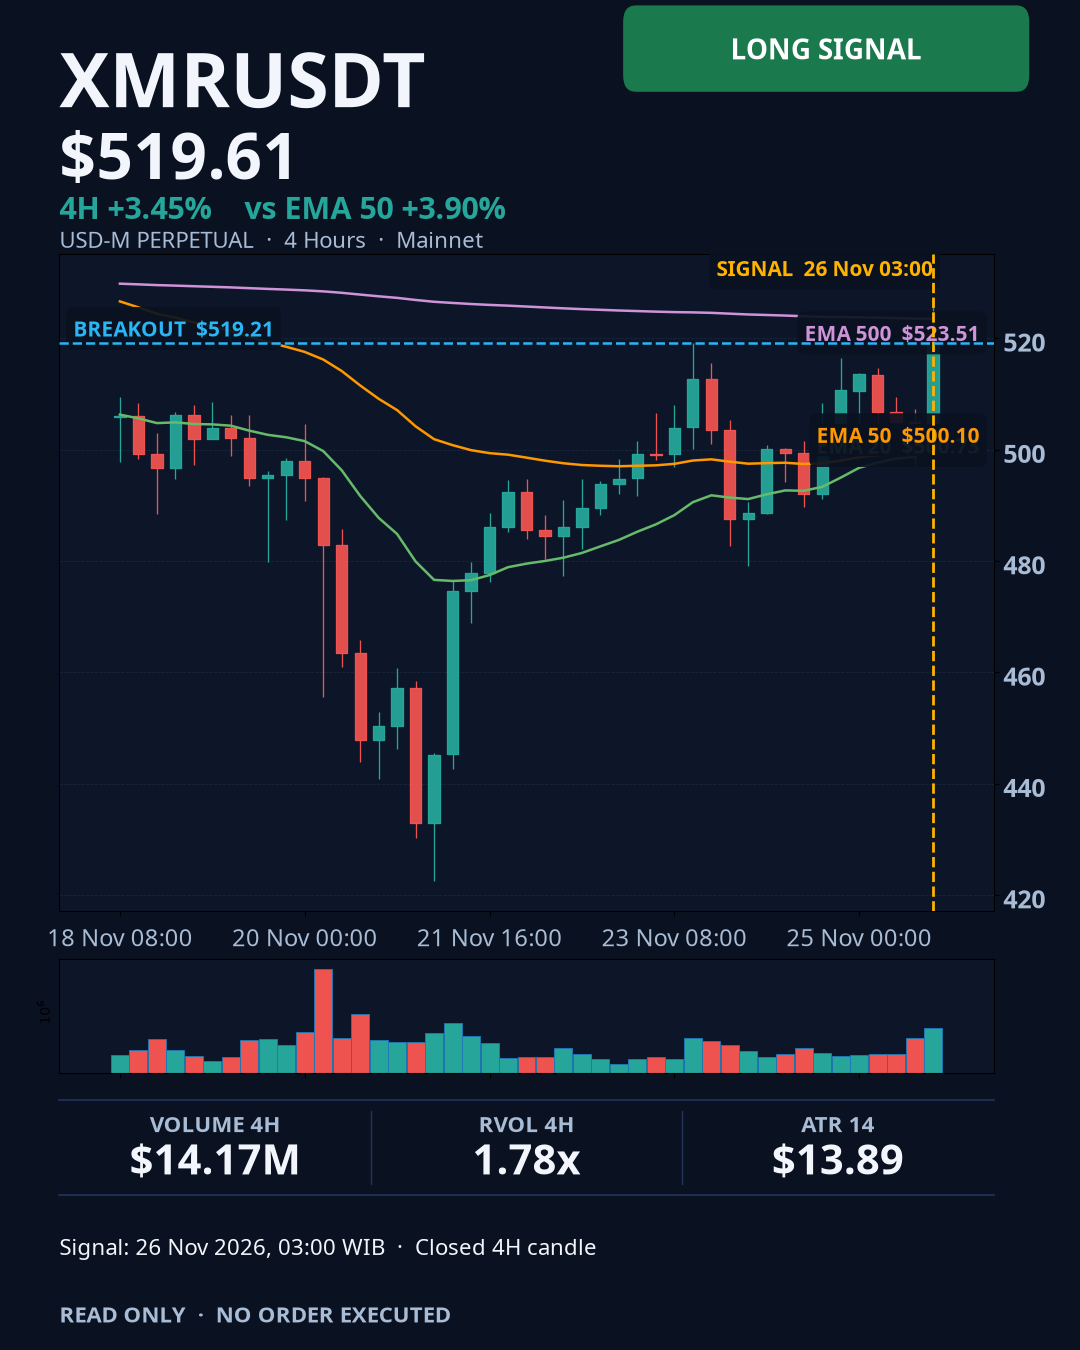 LONG SIGNAL
XMRUSDT
$519.61
4H +3.45% vs EMA 50 +3.90%
USD-M PERPETUAL · 4 Hours · Mainnet
SIGNAL 26 Nov 03:00
BREAKOUT $519.21
EMA 500 $523.51
EMA 50 $500.10
520
500
480
460
440
420
18 Nov 08:00
20 Nov 00:00
21 Nov 16:00
23 Nov 08:00
25 Nov 00:00
10⁶
VOLUME 4H
RVOL 4H
ATR 14
$14.17M
1.78x
$13.89
Signal: 26 Nov 2026, 03:00 WIB · Closed 4H candle
READ ONLY · NO ORDER EXECUTED